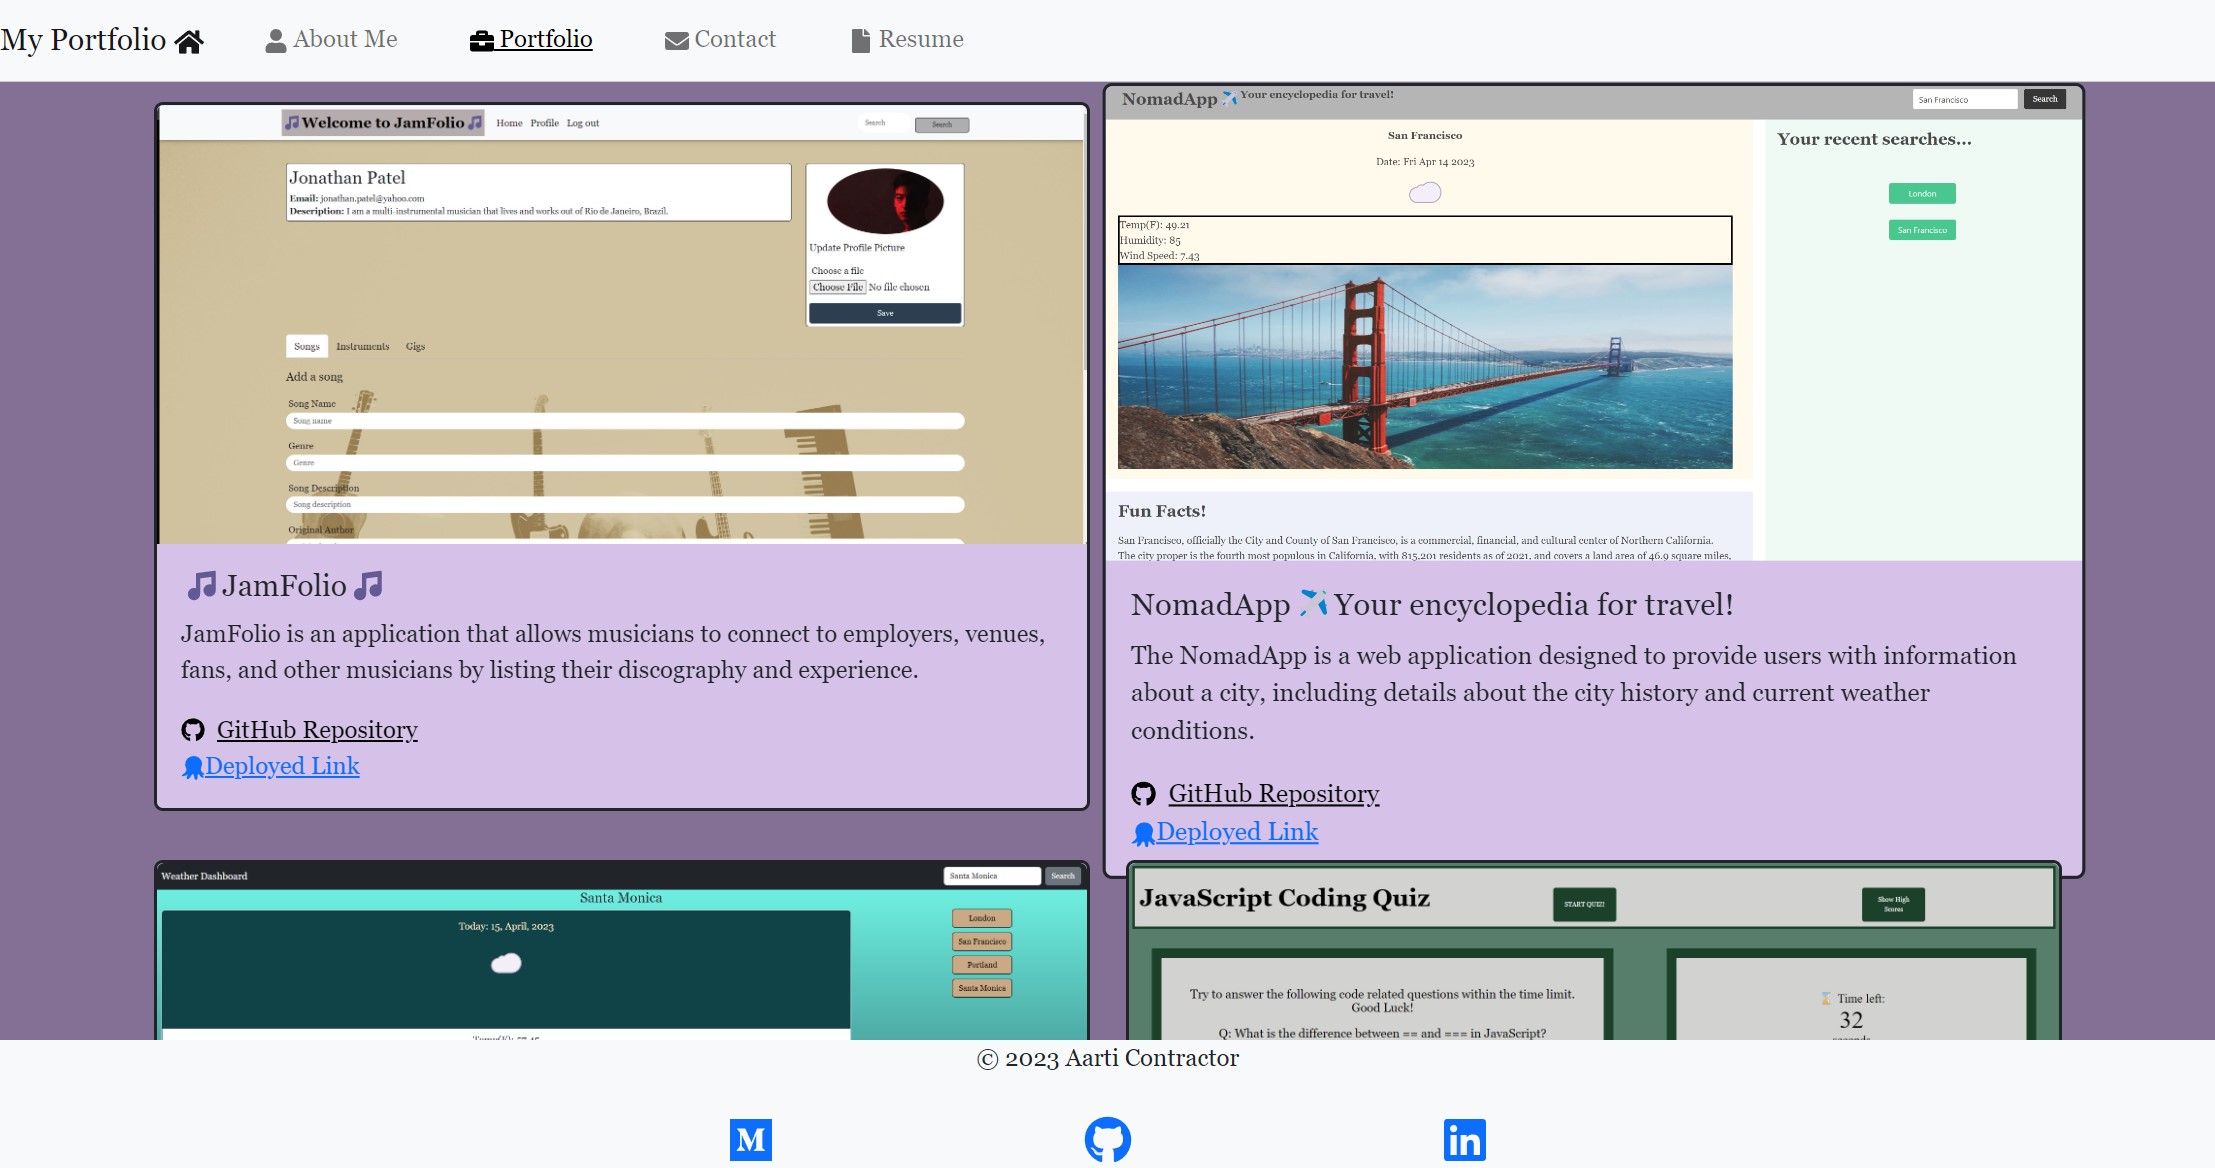 My Portfolio
About Me
Portfolio
Contact
Resume
Welcome to JamFolio
Home Profile Log out
Search
Search
Jonathan Patel
Email: jonathan.patel@yahoo.com
Description: I am a multi-instrumental musician that lives and works out of Rio de Janeiro, Brazil.
Update Profile Picture
Choose a file
Choose File No file chosen
Save
Songs Instruments Gigs
Add a song
Song Name
Song name
Genre
Genre
Song Description
Song description
Original Author
JamFolio
JamFolio is an application that allows musicians to connect to employers, venues,
fans, and other musicians by listing their discography and experience.
GitHub Repository
Deployed Link
NomadApp Your encyclopedia for travel!
San Francisco
Search
San Francisco
Date: Fri Apr 14 2023
Temp(F): 49.21
Humidity: 85
Wind Speed: 7.43
Your recent searches...
London
San Francisco
Fun Facts!
San Francisco, officially the City and County of San Francisco, is a commercial, financial, and cultural center of Northern California.
The city proper is the fourth most populous in California, with 815,201 residents as of 2021, and covers a land area of 46.9 square miles,
NomadApp Your encyclopedia for travel!
The NomadApp is a web application designed to provide users with information
about a city, including details about the city history and current weather
conditions.
GitHub Repository
Deployed Link
Weather Dashboard
Santa Monica
Search
Santa Monica
Today: 15, April, 2023
London
San Francisco
Portland
Santa Monica
JavaScript Coding Quiz
START QUIZ!
Show High
Scores
Try to answer the following code related questions within the time limit.
Good Luck!
Q: What is the difference between == and === in JavaScript?
Time left:
32
© 2023 Aarti Contractor